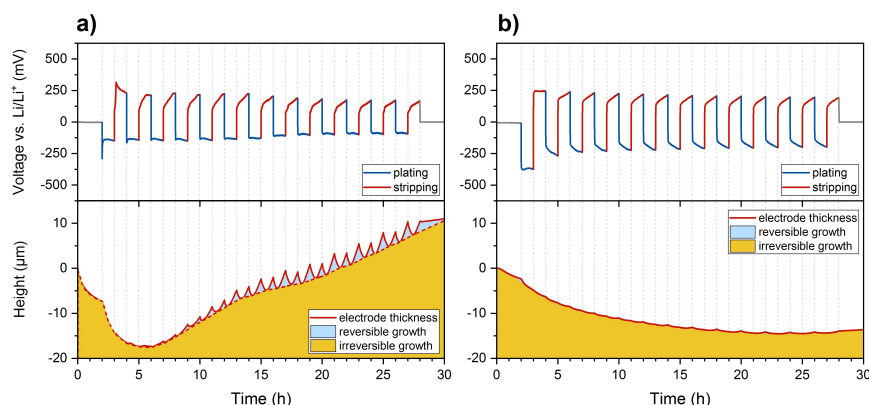 a)
b)
Voltage vs. Li/Li⁺ (mV)
500
250
0
-250
-500
plating
stripping
500
250
0
-250
-500
plating
stripping
Height (µm)
10
0
-10
-20
electrode thickness
reversible growth
irreversible growth
0
5
10
15
20
25
30
Time (h)
10
0
-10
-20
electrode thickness
reversible growth
irreversible growth
0
5
10
15
20
25
30
Time (h)